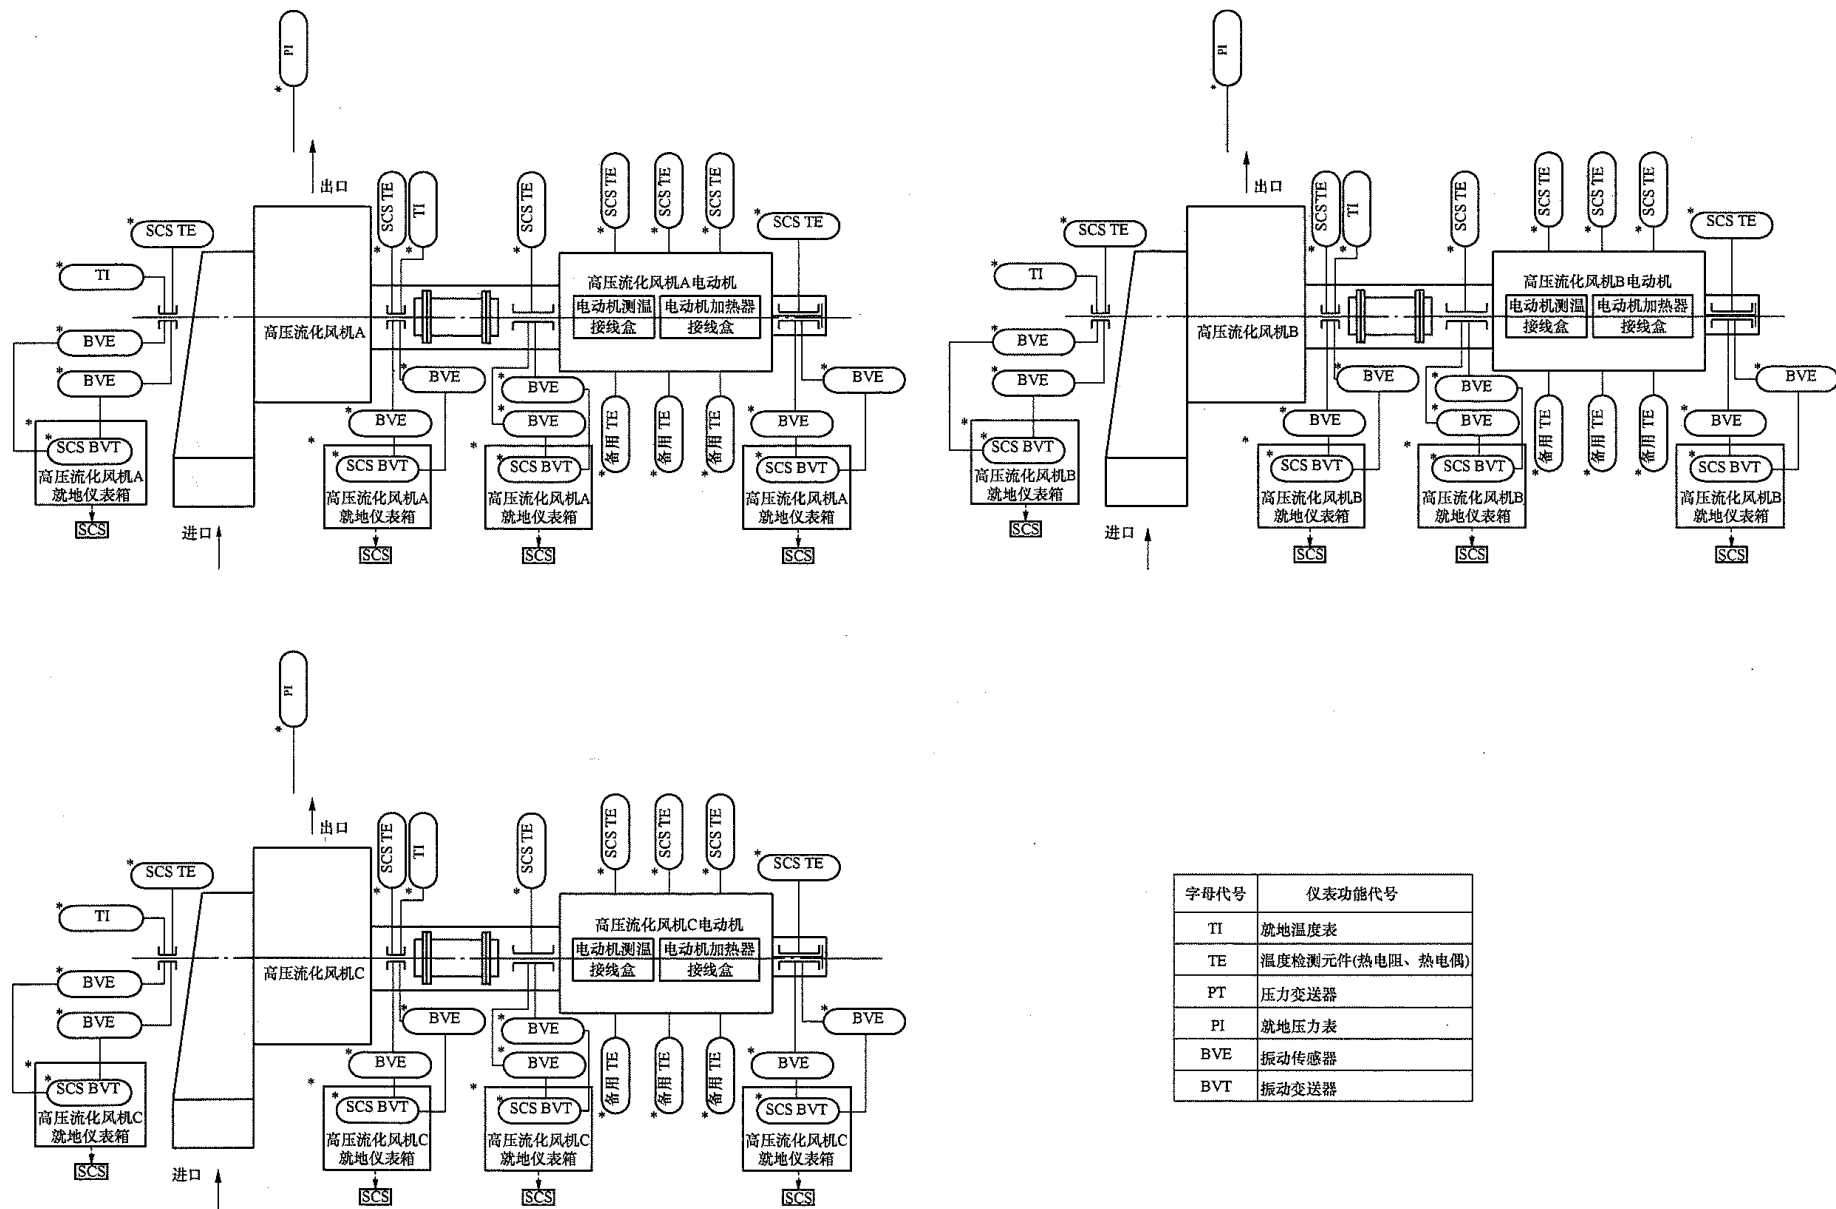 PI
出口
SCS TE
TI
SCS TE
SCS TE
SCS TE
SCS TE
SCS TE
SCS TE
TI
高压流化风机A
高压流化风机A电动机
电动机测温
接线盒
电动机加热器
接线盒
BVE
BVE
BVE
BVE
BVE
BVE
BVE
BVE
备用 TE
备用 TE
备用 TE
SCS BVT
高压流化风机A
就地仪表箱
SCS
SCS BVT
高压流化风机A
就地仪表箱
SCS
SCS BVT
高压流化风机A
就地仪表箱
SCS
SCS BVT
高压流化风机A
就地仪表箱
SCS
进口
PI
出口
SCS TE
TI
SCS TE
SCS TE
SCS TE
SCS TE
SCS TE
SCS TE
TI
高压流化风机B
高压流化风机B电动机
电动机测温
接线盒
电动机加热器
接线盒
BVE
BVE
BVE
BVE
BVE
BVE
BVE
BVE
备用 TE
备用 TE
备用 TE
SCS BVT
高压流化风机B
就地仪表箱
SCS
SCS BVT
高压流化风机B
就地仪表箱
SCS
SCS BVT
高压流化风机B
就地仪表箱
SCS
SCS BVT
高压流化风机B
就地仪表箱
SCS
进口
PI
出口
SCS TE
TI
SCS TE
SCS TE
SCS TE
SCS TE
SCS TE
SCS TE
TI
高压流化风机C
高压流化风机C电动机
电动机测温
接线盒
电动机加热器
接线盒
BVE
BVE
BVE
BVE
BVE
BVE
BVE
BVE
备用 TE
备用 TE
备用 TE
SCS BVT
高压流化风机C
就地仪表箱
SCS
SCS BVT
高压流化风机C
就地仪表箱
SCS
SCS BVT
高压流化风机C
就地仪表箱
SCS
SCS BVT
高压流化风机C
就地仪表箱
SCS
进口
字母代号 仪表功能代号
TI 就地温度表
TE 温度检测元件(热电阻、热电偶)
PT 压力变送器
PI 就地压力表
BVE 振动传感器
BVT 振动变送器